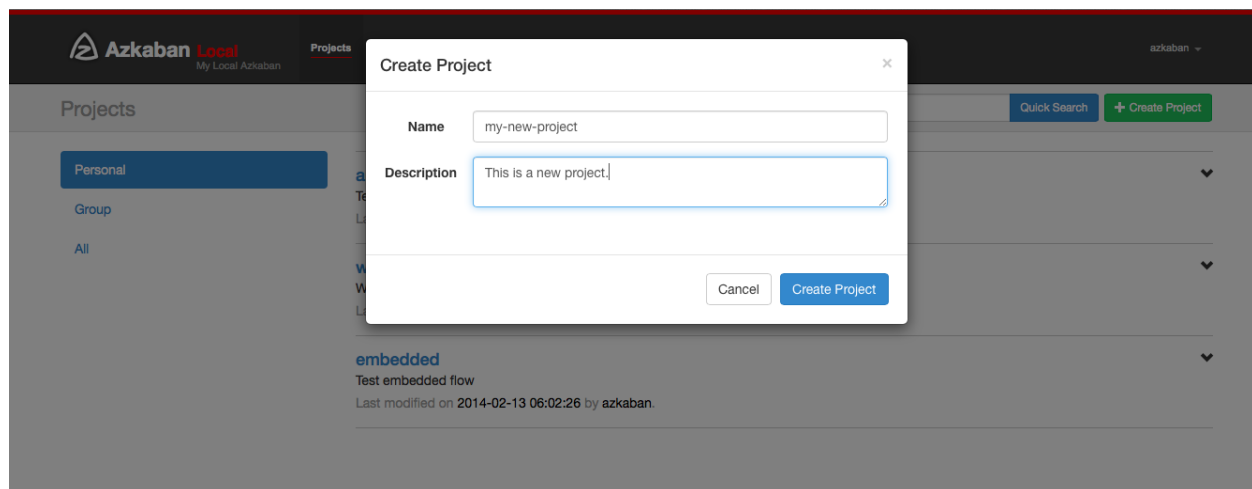 Azkaban Local
My Local Azkaban
Projects
azkaban
Create Project
×
Projects
Quick Search
+ Create Project
Name
my-new-project
Description
This is a new project.
Personal
Group
All
Cancel
Create Project
embedded
Test embedded flow
Last modified on 2014-02-13 06:02:26 by azkaban.